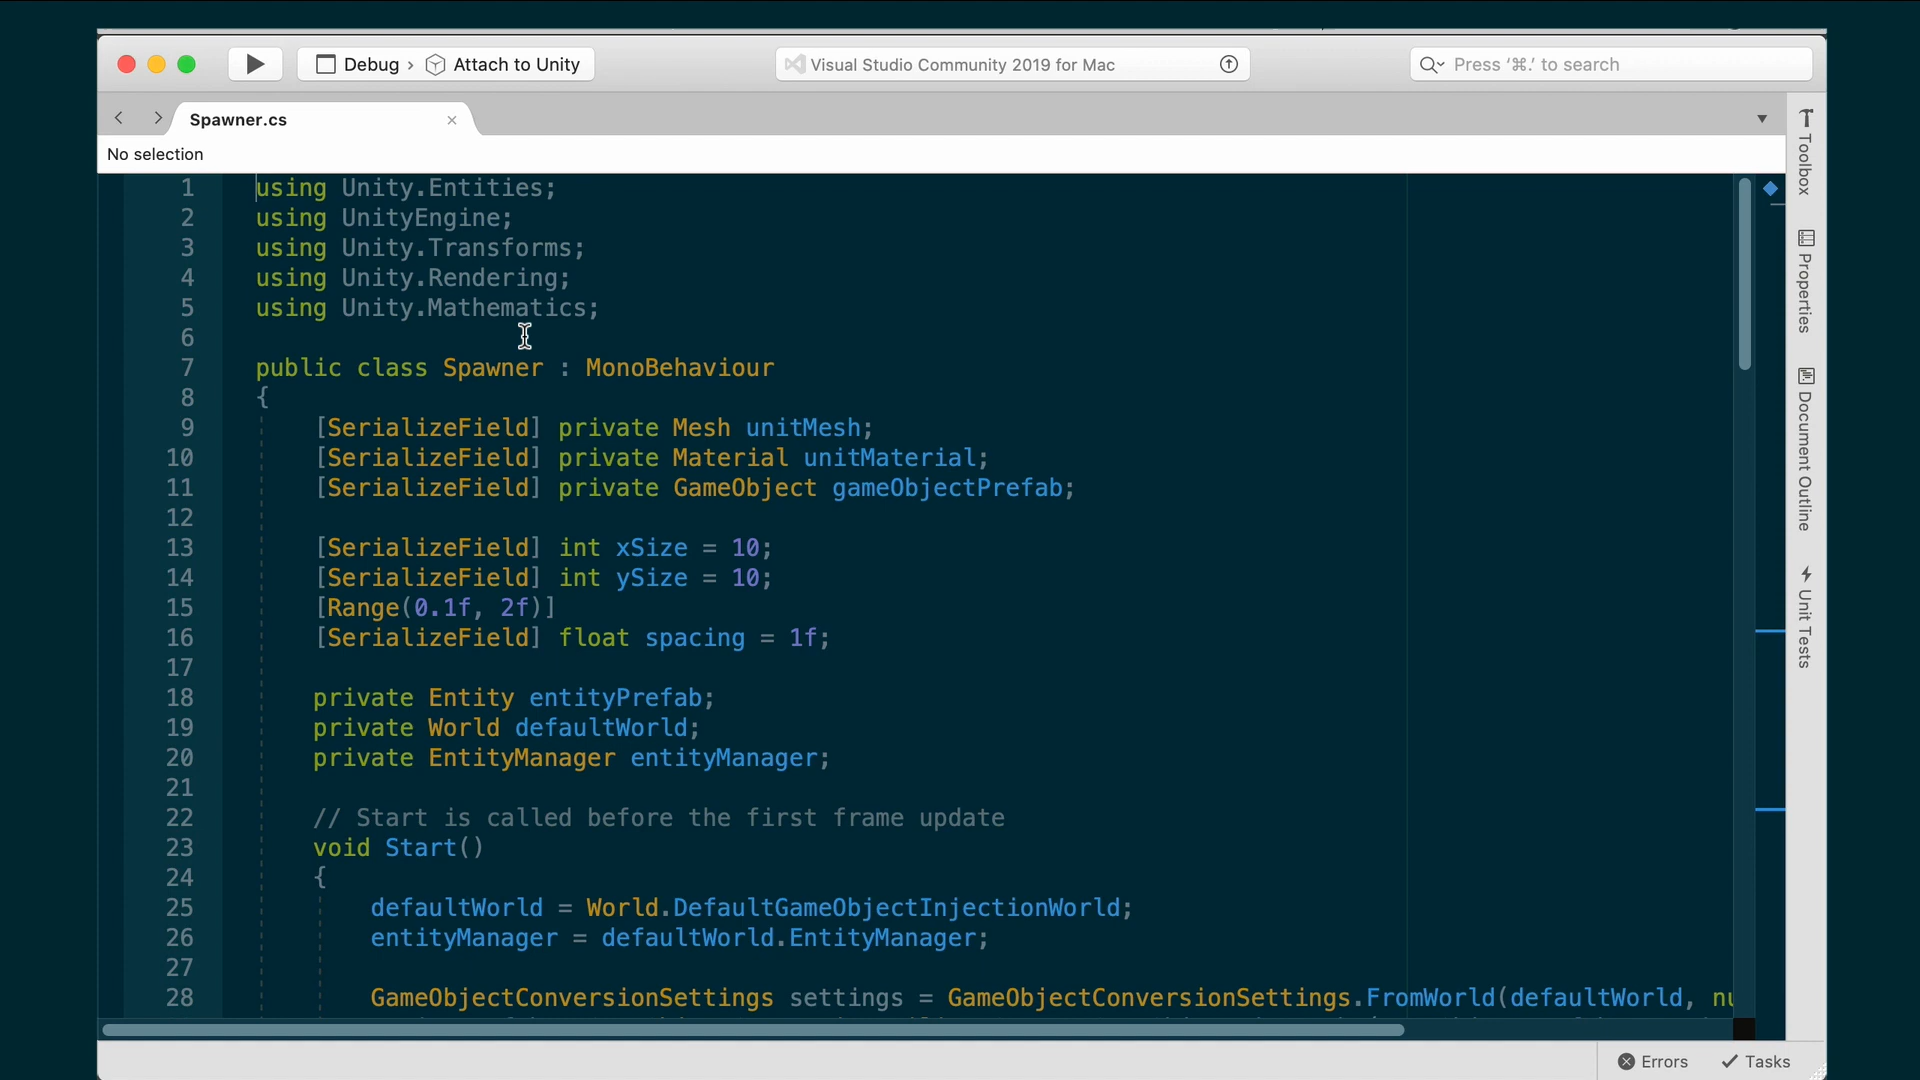 Debug › Attach to Unity
Visual Studio Community 2019 for Mac
Press ‘⌘.’ to search
Spawner.cs
No selection
1 using Unity.Entities;
2 using UnityEngine;
3 using Unity.Transforms;
4 using Unity.Rendering;
5 using Unity.Mathematics;
6
7 public class Spawner : MonoBehaviour
8 {
9 [SerializeField] private Mesh unitMesh;
10 [SerializeField] private Material unitMaterial;
11 [SerializeField] private GameObject gameObjectPrefab;
12
13 [SerializeField] int xSize = 10;
14 [SerializeField] int ySize = 10;
15 [Range(0.1f, 2f)]
16 [SerializeField] float spacing = 1f;
17
18 private Entity entityPrefab;
19 private World defaultWorld;
20 private EntityManager entityManager;
21
22 // Start is called before the first frame update
23 void Start()
24 {
25 defaultWorld = World.DefaultGameObjectInjectionWorld;
26 entityManager = defaultWorld.EntityManager;
27
28 GameObjectConversionSettings settings = GameObjectConversionSettings.FromWorld(defaultWorld,
Toolbox
Properties
Document Outline
Unit Tests
Errors
Tasks